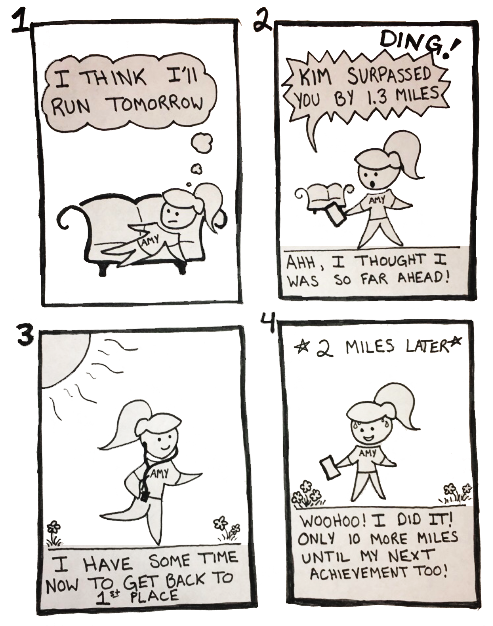 1
I THINK I'll
RUN TOMORROW
AMY
2
DING!
KIM SURPASSED
YOU BY 1.3 MILES
AMY
AHH, I THOUGHT I
WAS SO FAR AHEAD!
3
AMY
I HAVE SOME TIME
NOW TO GET BACK TO
1st PLACE
4
☆ 2 MILES LATER ☆
AMY
WOOHOO! I DID IT!
ONLY 10 MORE MILES
UNTIL MY NEXT
ACHIEVEMENT TOO!